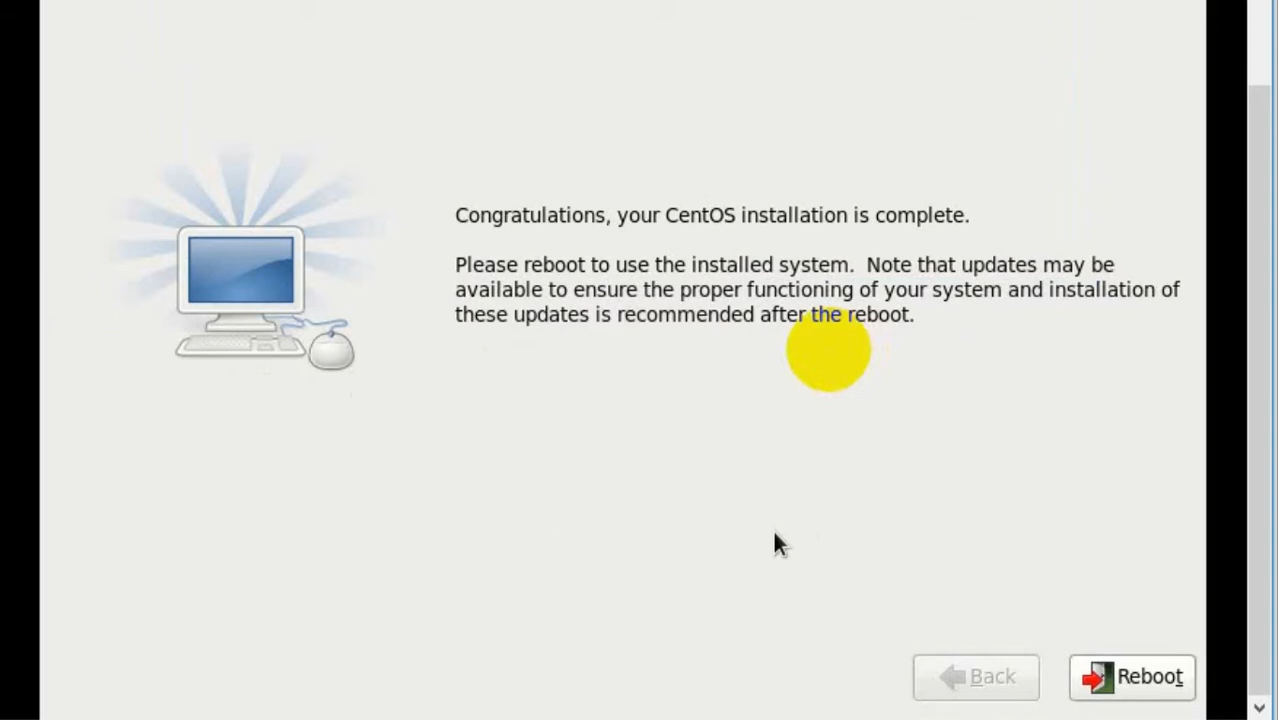 Congratulations, your CentOS installation is complete.
Please reboot to use the installed system.  Note that updates may be
available to ensure the proper functioning of your system and installation of
these updates is recommended after the reboot.
Back
Reboot